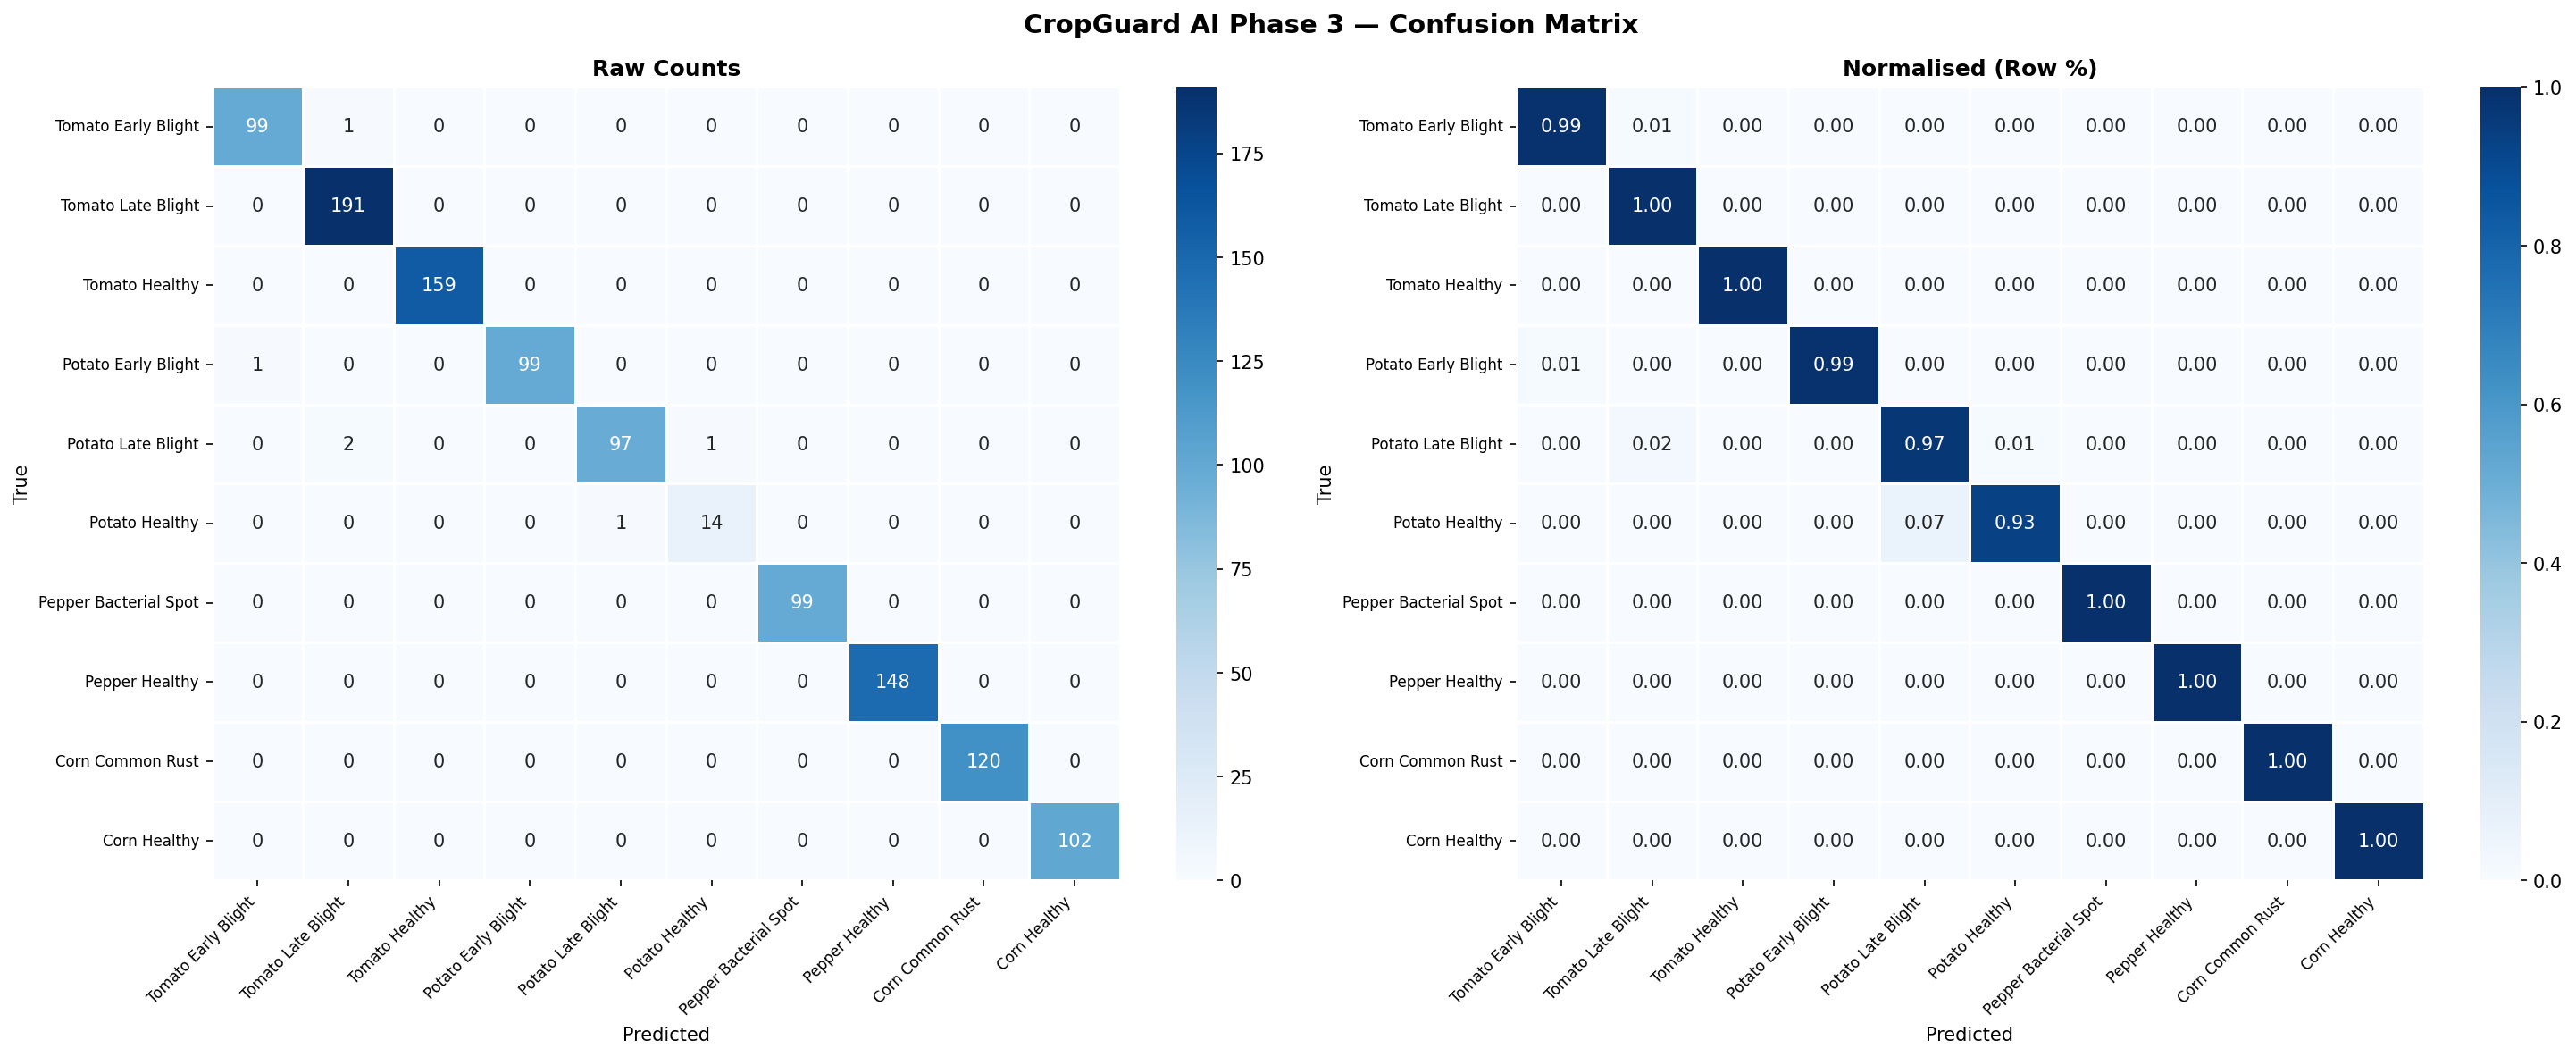 CropGuard AI Phase 3 — Confusion Matrix
Raw Counts
Tomato Early Blight 99 1 0 0 0 0 0 0 0 0
Tomato Late Blight 0 191 0 0 0 0 0 0 0 0
Tomato Healthy 0 0 159 0 0 0 0 0 0 0
Potato Early Blight 1 0 0 99 0 0 0 0 0 0
Potato Late Blight 0 2 0 0 97 1 0 0 0 0
Potato Healthy 0 0 0 0 1 14 0 0 0 0
Pepper Bacterial Spot 0 0 0 0 0 0 99 0 0 0
Pepper Healthy 0 0 0 0 0 0 0 148 0 0
Corn Common Rust 0 0 0 0 0 0 0 0 120 0
Corn Healthy 0 0 0 0 0 0 0 0 0 102
True
Tomato Early Blight
Tomato Late Blight
Tomato Healthy
Potato Early Blight
Potato Late Blight
Potato Healthy
Pepper Bacterial Spot
Pepper Healthy
Corn Common Rust
Corn Healthy
Predicted
175
150
125
100
75
50
25
0
Normalised (Row %)
Tomato Early Blight 0.99 0.01 0.00 0.00 0.00 0.00 0.00 0.00 0.00 0.00
Tomato Late Blight 0.00 1.00 0.00 0.00 0.00 0.00 0.00 0.00 0.00 0.00
Tomato Healthy 0.00 0.00 1.00 0.00 0.00 0.00 0.00 0.00 0.00 0.00
Potato Early Blight 0.01 0.00 0.00 0.99 0.00 0.00 0.00 0.00 0.00 0.00
Potato Late Blight 0.00 0.02 0.00 0.00 0.97 0.01 0.00 0.00 0.00 0.00
Potato Healthy 0.00 0.00 0.00 0.00 0.07 0.93 0.00 0.00 0.00 0.00
Pepper Bacterial Spot 0.00 0.00 0.00 0.00 0.00 0.00 1.00 0.00 0.00 0.00
Pepper Healthy 0.00 0.00 0.00 0.00 0.00 0.00 0.00 1.00 0.00 0.00
Corn Common Rust 0.00 0.00 0.00 0.00 0.00 0.00 0.00 0.00 1.00 0.00
Corn Healthy 0.00 0.00 0.00 0.00 0.00 0.00 0.00 0.00 0.00 1.00
True
Tomato Early Blight
Tomato Late Blight
Tomato Healthy
Potato Early Blight
Potato Late Blight
Potato Healthy
Pepper Bacterial Spot
Pepper Healthy
Corn Common Rust
Corn Healthy
Predicted
1.0
0.8
0.6
0.4
0.2
0.0